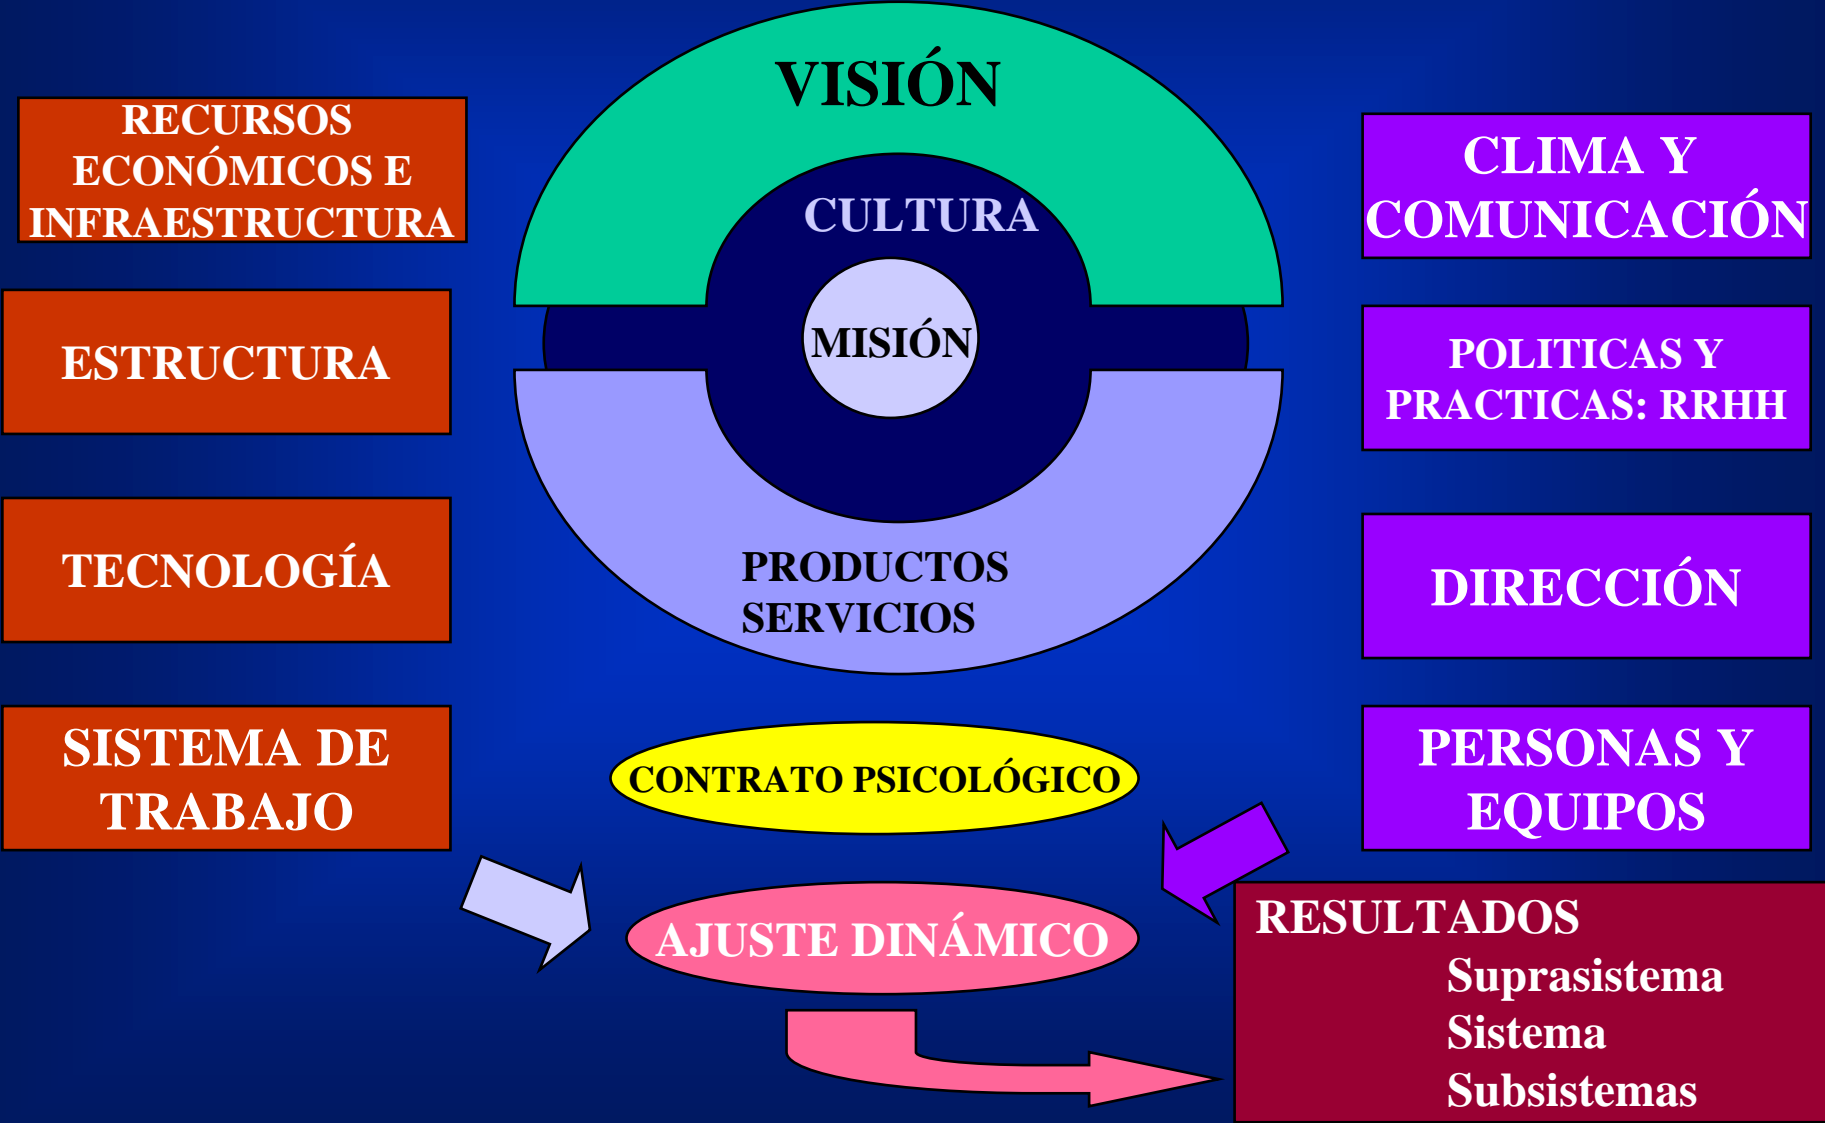 VISIÓN
CULTURA
MISIÓN
PRODUCTOS
SERVICIOS
RECURSOS
ECONÓMICOS E
INFRAESTRUCTURA
ESTRUCTURA
TECNOLOGÍA
SISTEMA DE
TRABAJO
CLIMA Y
COMUNICACIÓN
POLITICAS Y
PRACTICAS: RRHH
DIRECCIÓN
PERSONAS Y
EQUIPOS
CONTRATO PSICOLÓGICO
AJUSTE DINÁMICO
RESULTADOS
Suprasistema
Sistema
Subsistemas